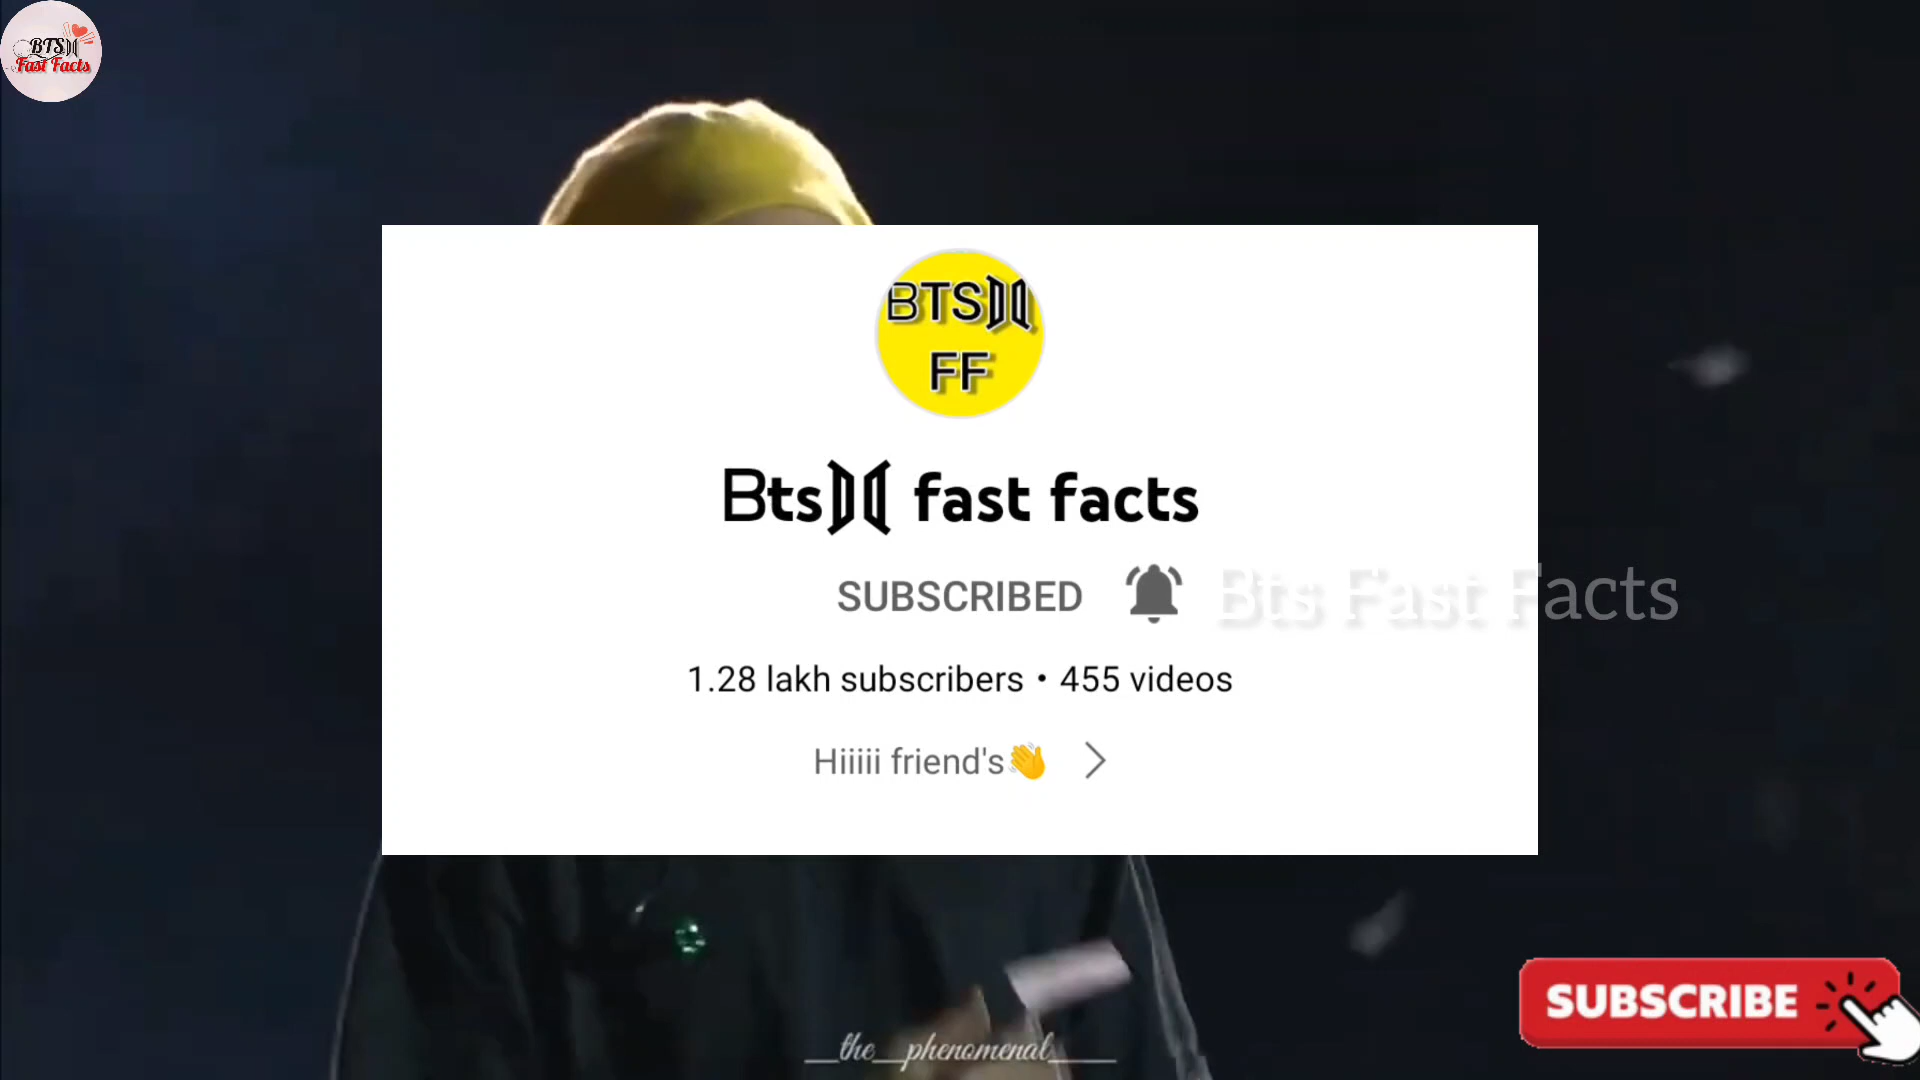 BTS
Fast Facts
BTS
FF
Bts fast facts
SUBSCRIBED
Bts Fast Facts
1.28 lakh subscribers • 455 videos
Hiiiii friend's👋
SUBSCRIBE
__the__phenomenal____